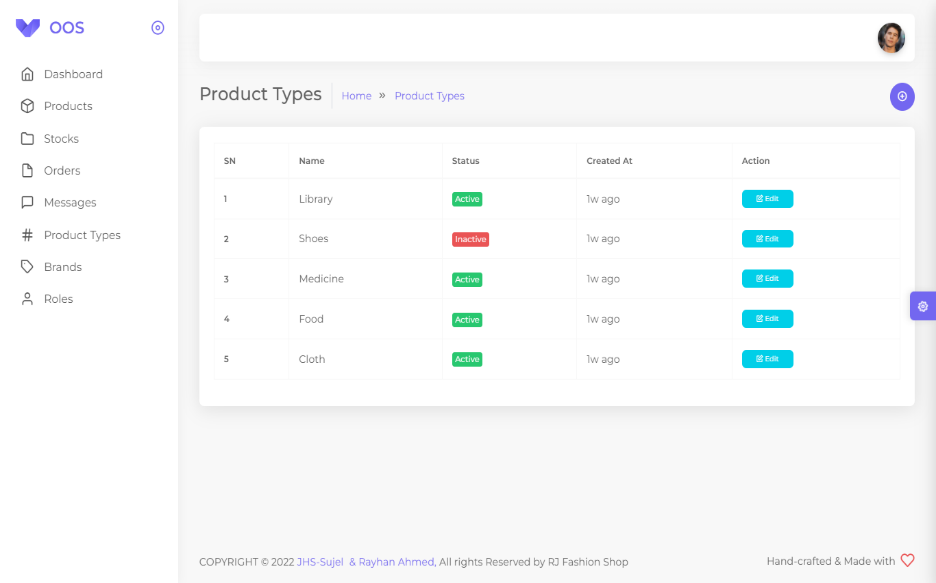 OOS
Dashboard
Products
Stocks
Orders
Messages
Product Types
Brands
Roles
Product Types Home » Product Types
SN Name Status Created At Action
1 Library Active 1w ago Edit
2 Shoes Inactive 1w ago Edit
3 Medicine Active 1w ago Edit
4 Food Active 1w ago Edit
5 Cloth Active 1w ago Edit
COPYRIGHT © 2022 JHS-Sujel & Rayhan Ahmed, All rights Reserved by RJ Fashion Shop Hand-crafted & Made with